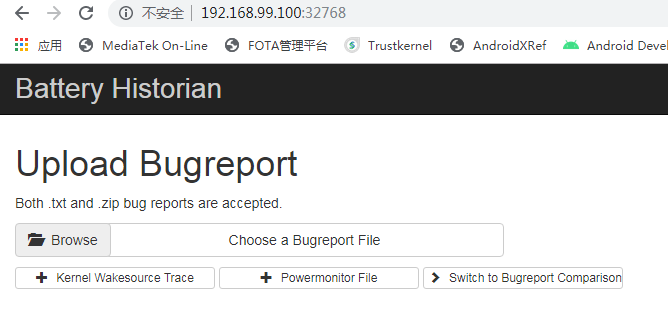 不安全 | 192.168.99.100:32768
应用 MediaTek On-Line FOTA管理平台 Trustkernel AndroidXRef Android Devel
Battery Historian
Upload Bugreport
Both .txt and .zip bug reports are accepted.
Browse Choose a Bugreport File
Kernel Wakesource Trace Powermonitor File Switch to Bugreport Comparison